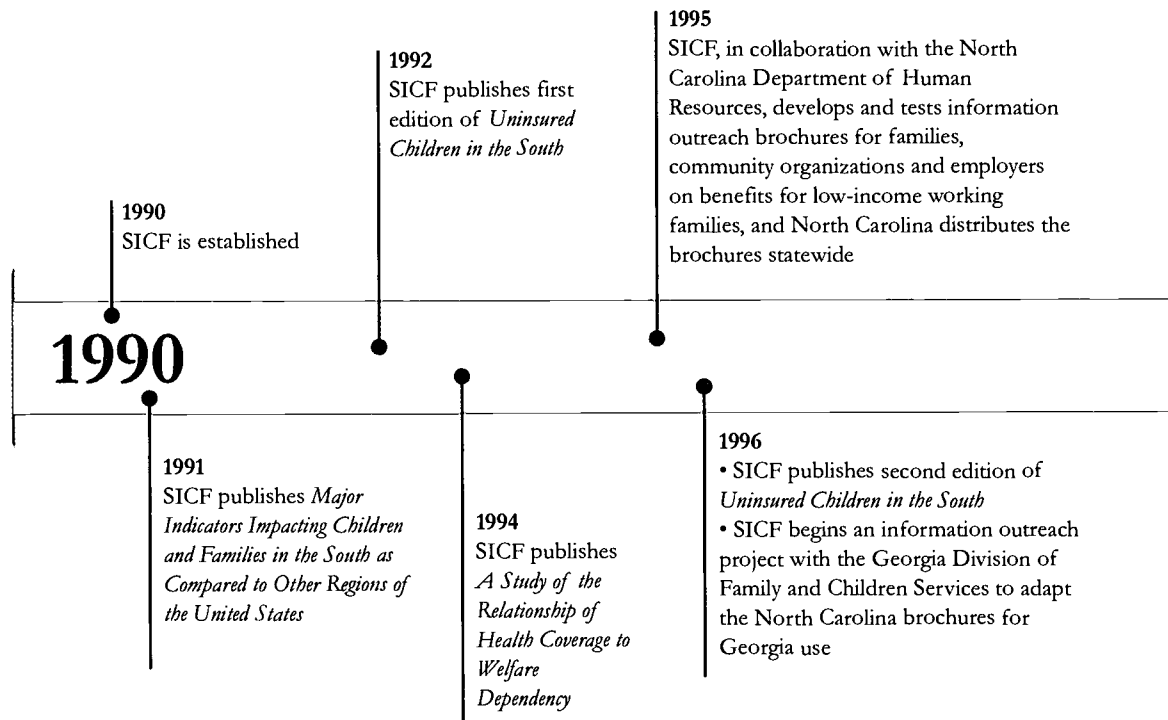 1990
SICF is established
1992
SICF publishes first
edition of Uninsured
Children in the South
1995
SICF, in collaboration with the North
Carolina Department of Human
Resources, develops and tests information
outreach brochures for families,
community organizations and employers
on benefits for low-income working
families, and North Carolina distributes the
brochures statewide
1990
1991
SICF publishes Major
Indicators Impacting Children
and Families in the South as
Compared to Other Regions of
the United States
1994
SICF publishes
A Study of the
Relationship of
Health Coverage to
Welfare
Dependency
1996
• SICF publishes second edition of
Uninsured Children in the South
• SICF begins an information outreach
project with the Georgia Division of
Family and Children Services to adapt
the North Carolina brochures for
Georgia use